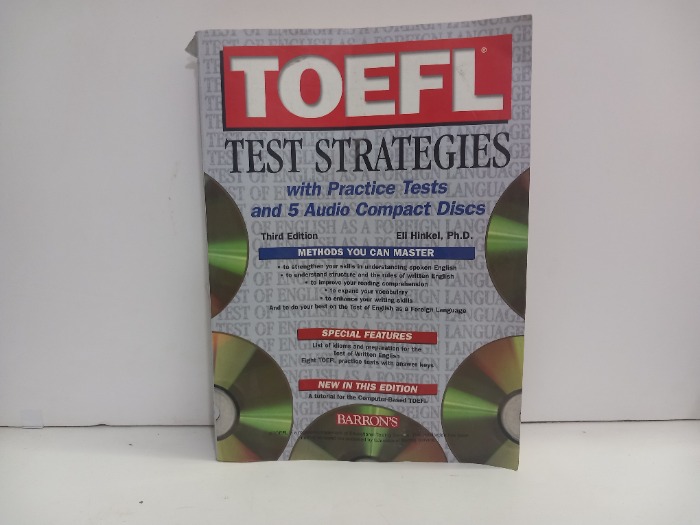 TOEFL®
TEST STRATEGIES
with Practice Tests
and 5 Audio Compact Discs
Third Edition Eli Hinkel, Ph.D.
METHODS YOU CAN MASTER
• to strengthen your skills in understanding spoken English
• to understand structure and the rules of written English
• to improve your reading comprehension
• to expand your vocabulary
• to enhance your writing skills
And to do your best on the Test of English as a Foreign Language
SPECIAL FEATURES
List of idioms and preparation for the
Test of Written English
Eight TOEFL practice tests with answer keys
NEW IN THIS EDITION
A tutorial for the Computer-Based TOEFL
BARRON'S